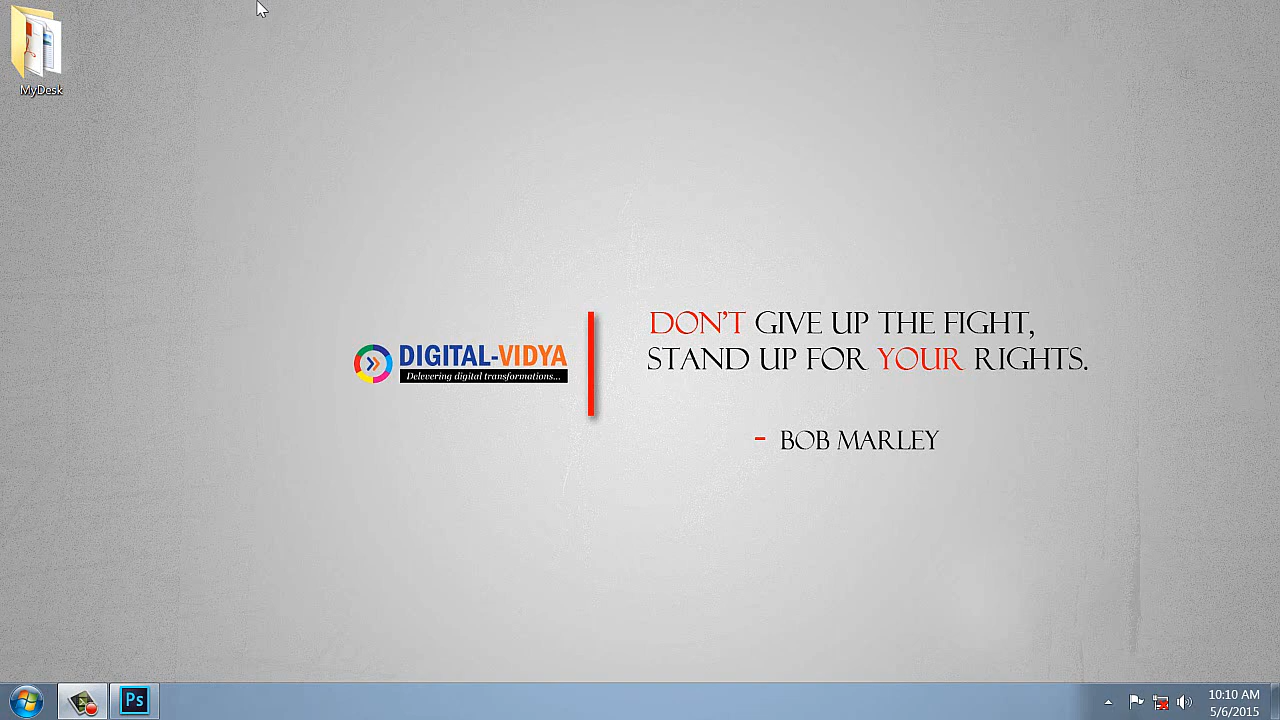 MyDesk
DON'T GIVE UP THE FIGHT,
STAND UP FOR YOUR RIGHTS.
- BOB MARLEY
DIGITAL-VIDYA
Delevering digital transformations...
Ps
10:10 AM
5/6/2015